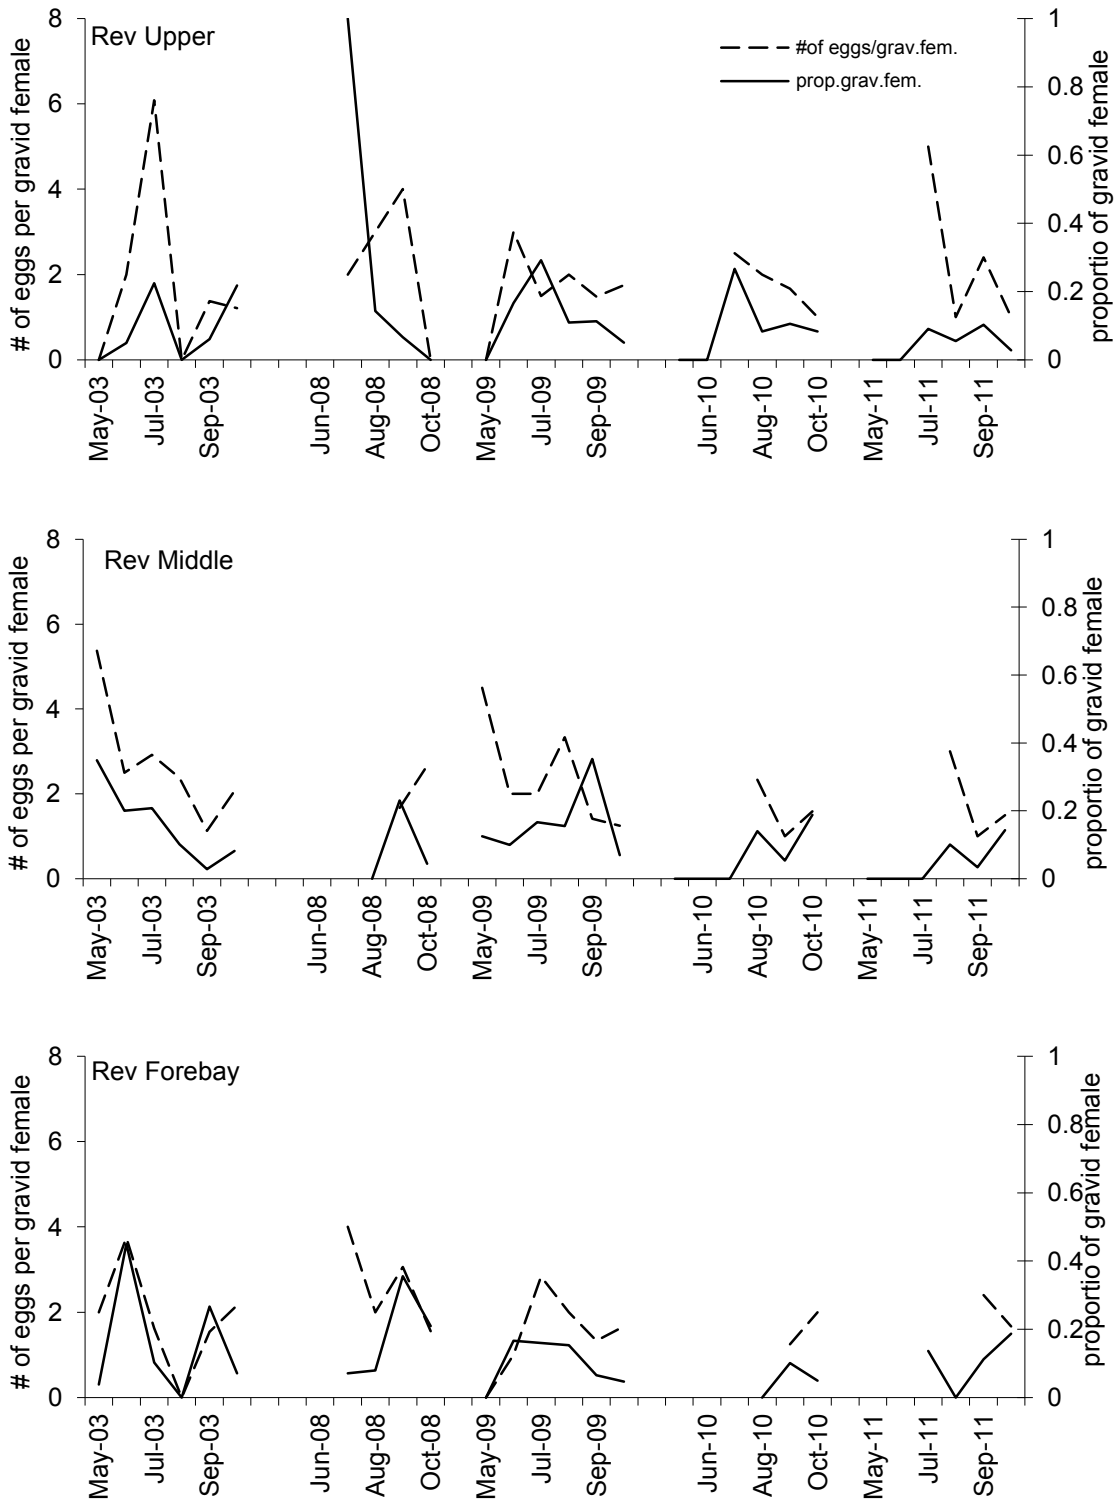 Rev Upper
#of eggs/grav.fem.
prop.grav.fem.
# of eggs per gravid female
8
6
4
2
0
proportio of gravid female
1
0.8
0.6
0.4
0.2
0
May-03
Jul-03
Sep-03
Jun-08
Aug-08
Oct-08
May-09
Jul-09
Sep-09
Jun-10
Aug-10
Oct-10
May-11
Jul-11
Sep-11
Rev Middle
# of eggs per gravid female
8
6
4
2
0
proportio of gravid female
1
0.8
0.6
0.4
0.2
0
May-03
Jul-03
Sep-03
Jun-08
Aug-08
Oct-08
May-09
Jul-09
Sep-09
Jun-10
Aug-10
Oct-10
May-11
Jul-11
Sep-11
Rev Forebay
# of eggs per gravid female
8
6
4
2
0
proportio of gravid female
1
0.8
0.6
0.4
0.2
0
May-03
Jul-03
Sep-03
Jun-08
Aug-08
Oct-08
May-09
Jul-09
Sep-09
Jun-10
Aug-10
Oct-10
May-11
Jul-11
Sep-11